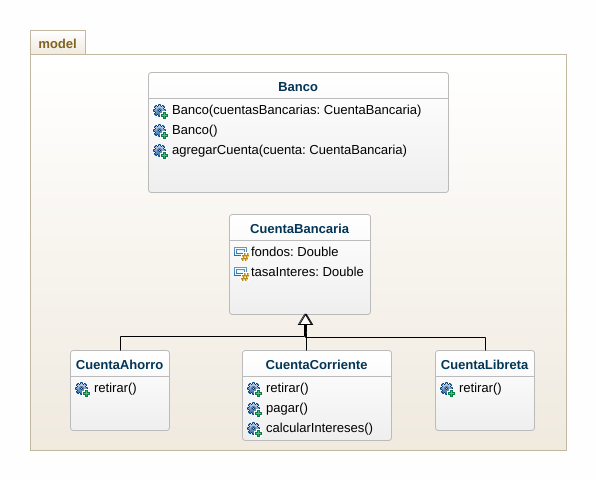 model
Banco
Banco(cuentasBancarias: CuentaBancaria)
Banco()
agregarCuenta(cuenta: CuentaBancaria)
CuentaBancaria
fondos: Double
tasaInteres: Double
CuentaAhorro
retirar()
CuentaCorriente
retirar()
pagar()
calcularIntereses()
CuentaLibreta
retirar()